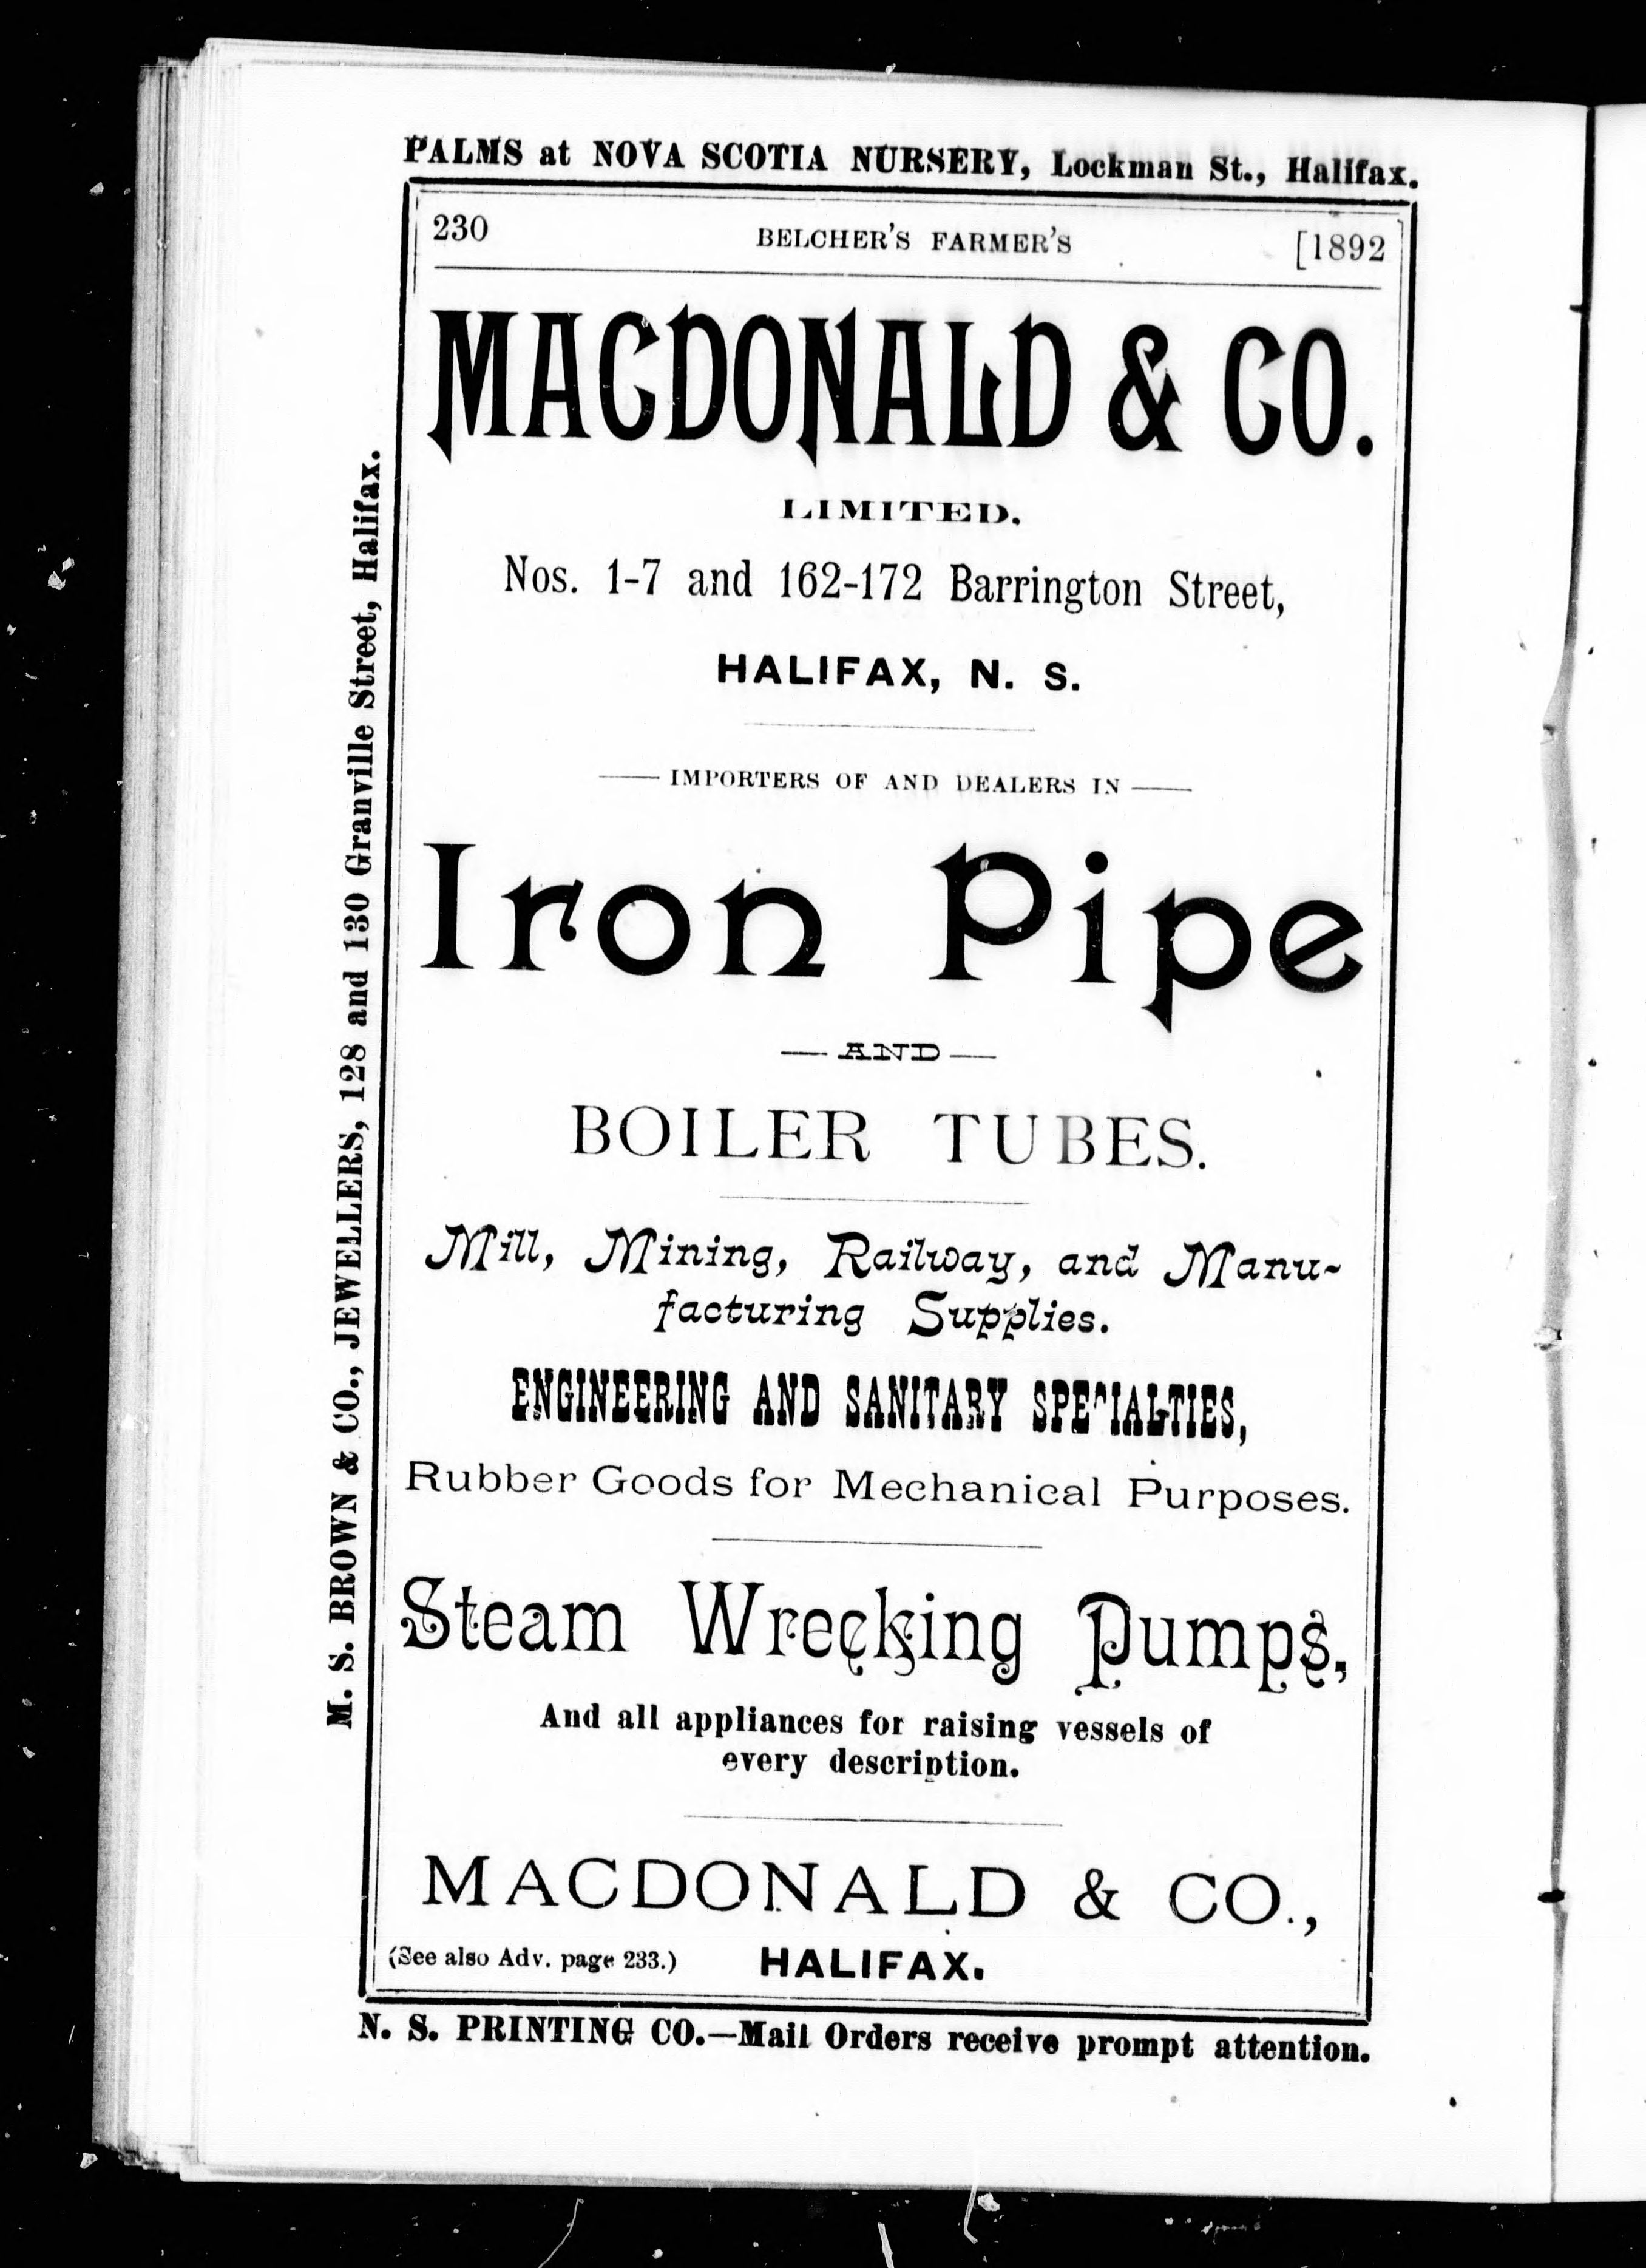 PALMS at NOVA SCOTIA NURSERY, Lockman St., Halifax.
230 BELCHER'S FARMER'S [1892
MACDONALD & CO.
LIMITED.
Nos. 1-7 and 162-172 Barrington Street,
HALIFAX, N. S.
IMPORTERS OF AND DEALERS IN
Iron Pipe
—AND—
BOILER TUBES.
Mill, Mining, Railway, and Manu-
facturing Supplies.
ENGINEERING AND SANITARY SPECIALTIES,
Rubber Goods for Mechanical Purposes.
Steam Wrecking Pumps,
And all appliances for raising vessels of
every description.
MACDONALD & CO.,
(See also Adv. page 233.) HALIFAX.
N. S. PRINTING CO.—Mail Orders receive prompt attention.
M. S. BROWN & CO., JEWELLERS, 128 and 130 Granville Street, Halifax.